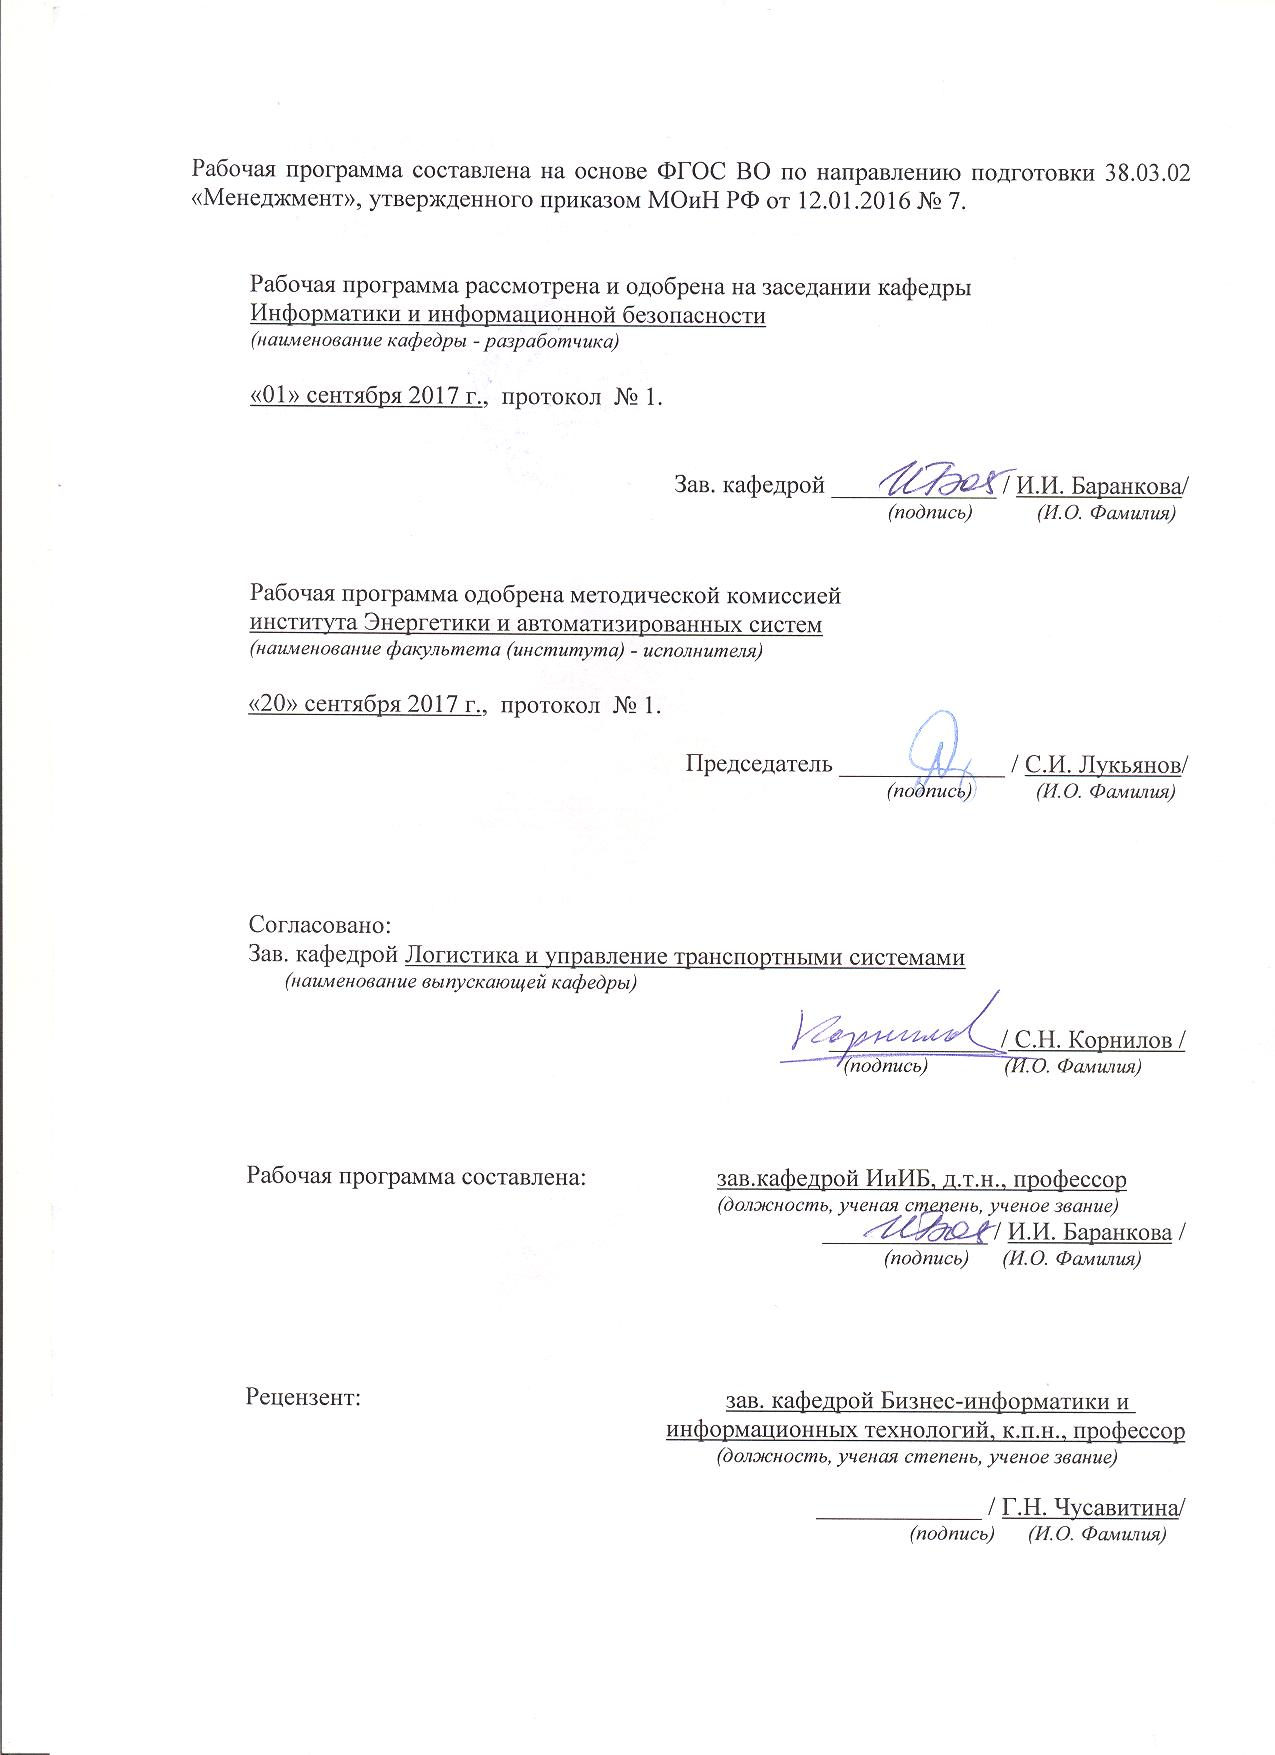 Рабочая программа составлена на основе ФГОС ВО по направлению подготовки 38.03.02
«Менеджмент», утвержденного приказом МОиН РФ от 12.01.2016 № 7.
Рабочая программа рассмотрена и одобрена на заседании кафедры
Информатики и информационной безопасности
(наименование кафедры - разработчика)
«01» сентября 2017 г., протокол № 1.
Зав. кафедрой _____________ / И.И. Баранкова/
(подпись) (И.О. Фамилия)
Рабочая программа одобрена методической комиссией
института Энергетики и автоматизированных систем
(наименование факультета (института) - исполнителя)
«20» сентября 2017 г., протокол № 1.
Председатель _____________ / С.И. Лукьянов/
(подпись) (И.О. Фамилия)
Согласовано:
Зав. кафедрой Логистика и управление транспортными системами
(наименование выпускающей кафедры)
_____________ / С.Н. Корнилов /
(подпись) (И.О. Фамилия)
Рабочая программа составлена: зав.кафедрой ИиИБ, д.т.н., профессор
(должность, ученая степень, ученое звание)
_____________ / И.И. Баранкова /
(подпись) (И.О. Фамилия)
Рецензент: зав. кафедрой Бизнес-информатики и
информационных технологий, к.п.н., профессор
(должность, ученая степень, ученое звание)
_____________ / Г.Н. Чусавитина/
(подпись) (И.О. Фамилия)